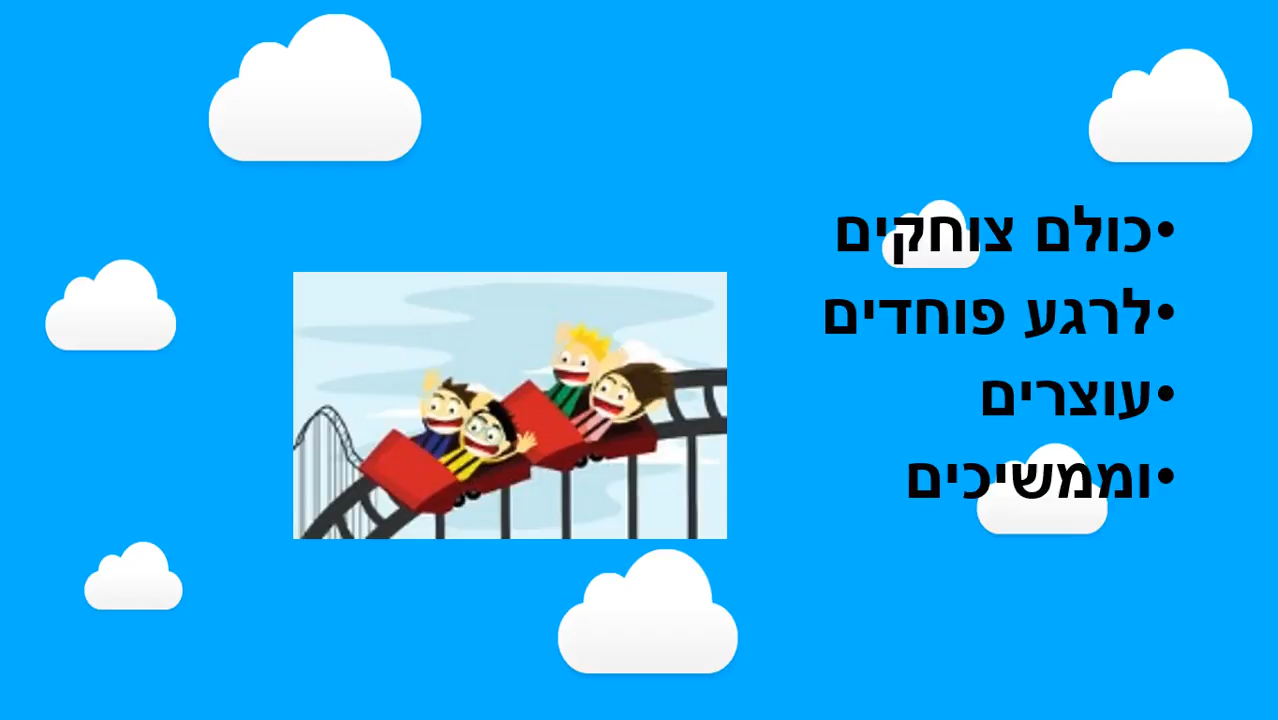 •כולם צוחקים
•לרגע פוחדים
•עוצרים
•וממשיכים